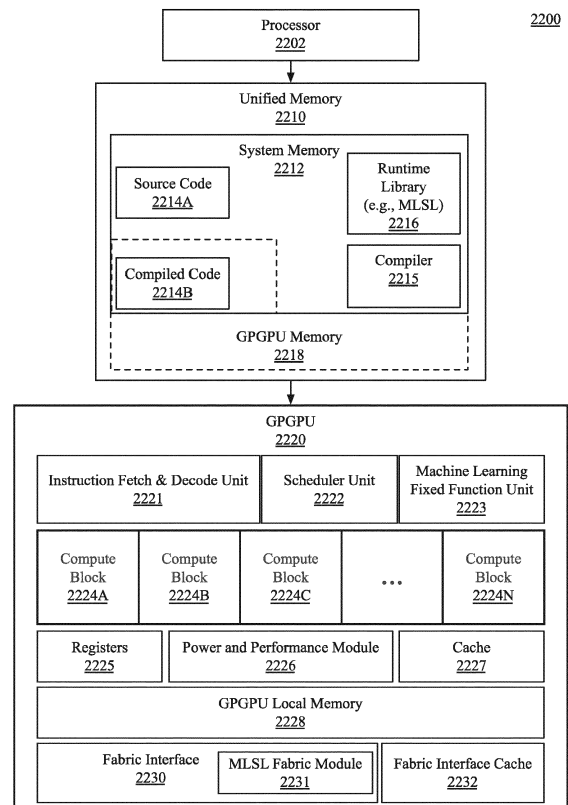 2200
Processor
2202
Unified Memory
2210
System Memory
2212
Source Code
2214A
Runtime
Library
(e.g., MLSL)
2216
Compiled Code
2214B
Compiler
2215
GPGPU Memory
2218
GPGPU
2220
Instruction Fetch & Decode Unit
2221
Scheduler Unit
2222
Machine Learning
Fixed Function Unit
2223
Compute
Block
2224A
Compute
Block
2224B
Compute
Block
2224C
...
Compute
Block
2224N
Registers
2225
Power and Performance Module
2226
Cache
2227
GPGPU Local Memory
2228
Fabric Interface
2230
MLSL Fabric Module
2231
Fabric Interface Cache
2232